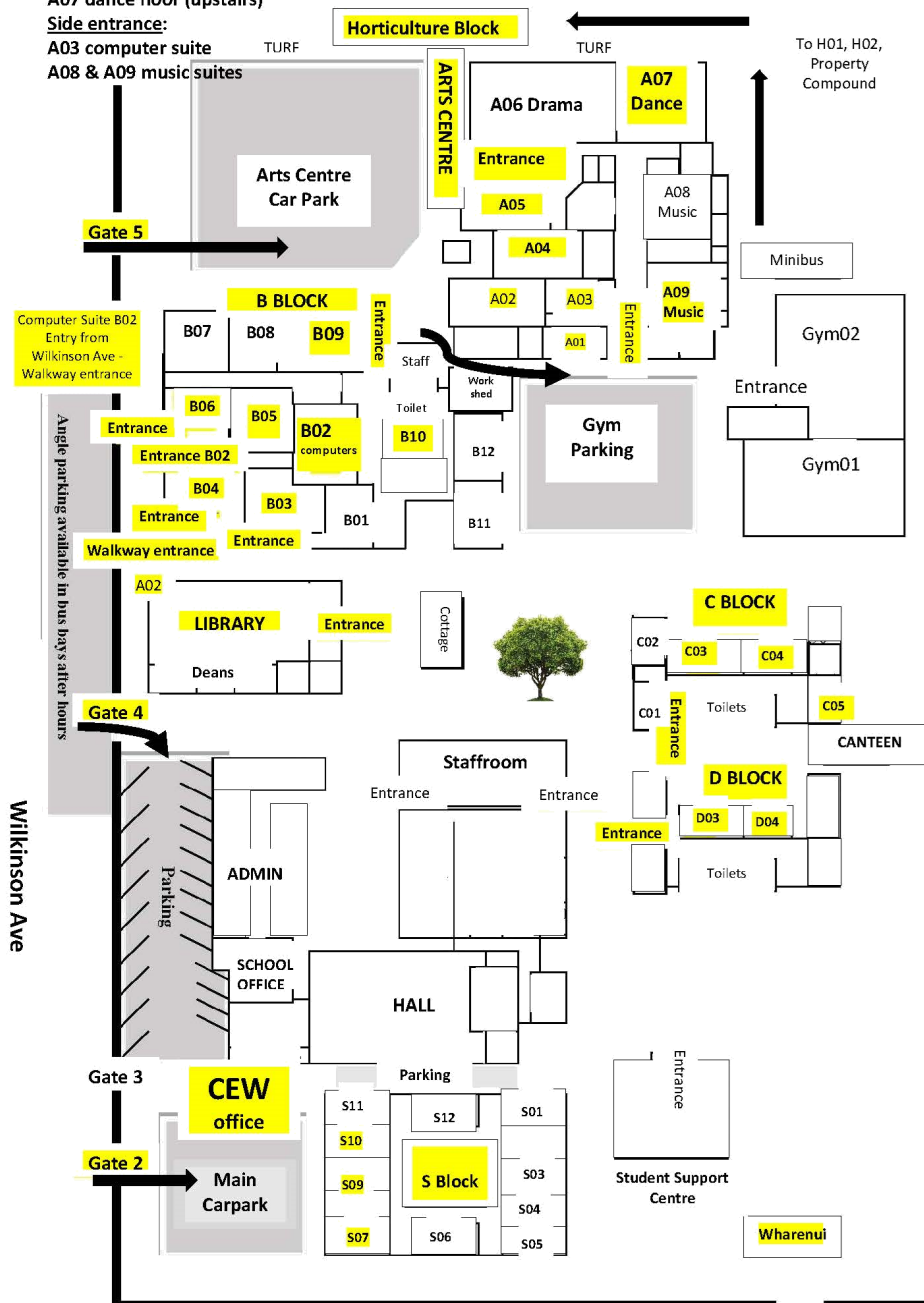 A07 dance floor (upstairs)
Side entrance:
A03 computer suite
A08 & A09 music suites
Horticulture Block
TURF
TURF
To H01, H02,
Property
Compound
ARTS CENTRE
A06 Drama
A07
Dance
Entrance
Arts Centre
Car Park
A05
A08
Music
Gate 5
A04
Minibus
B BLOCK
Entrance
A02
A03
A09
Music
Entrance
A01
Computer Suite B02
Entry from
Wilkinson Ave -
Walkway entrance
B07
B08
B09
Staff
Toilet
Work
shed
Gym02
Entrance
Gym01
Gym
Parking
Angle parking available in bus bays after hours
B06
B05
B02
computers
B10
Entrance
Entrance B02
B12
B04
B03
B01
B11
Entrance
Entrance
Walkway entrance
A02
LIBRARY
Entrance
Deans
Cottage
C BLOCK
C02
C03
C04
C01
Entrance
Toilets
C05
CANTEEN
Gate 4
Staffroom
Entrance
Entrance
D BLOCK
D03
D04
Entrance
Toilets
Wilkinson Ave
Parking
ADMIN
SCHOOL
OFFICE
HALL
Gate 3
CEW
office
Parking
Entrance
S11
S12
S01
S10
Gate 2
Main
Carpark
S09
S Block
S03
Student Support
Centre
S04
S07
S06
S05
Wharenui